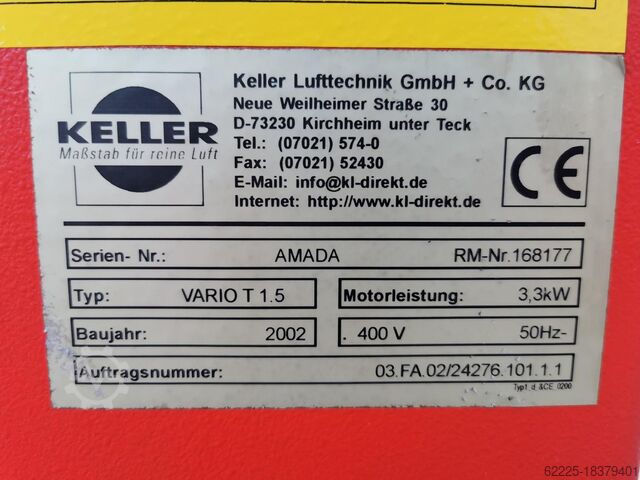 KELLER
Maßstab für reine Luft
Keller Lufttechnik GmbH + Co. KG
Neue Weilheimer Straße 30
D-73230 Kirchheim unter Teck
Tel.: (07021) 574-0
Fax: (07021) 52430
E-Mail: info@kl-direkt.de
Internet: http://www.kl-direkt.de
CE
Serien- Nr.: AMADA RM-Nr.168177
Typ: VARIO T 1.5 Motorleistung: 3,3kW
Baujahr: 2002 . 400 V 50Hz-
Auftragsnummer: 03.FA.02/24276.101.1.1
Typ1_d_&CE_0200
62225-18379401